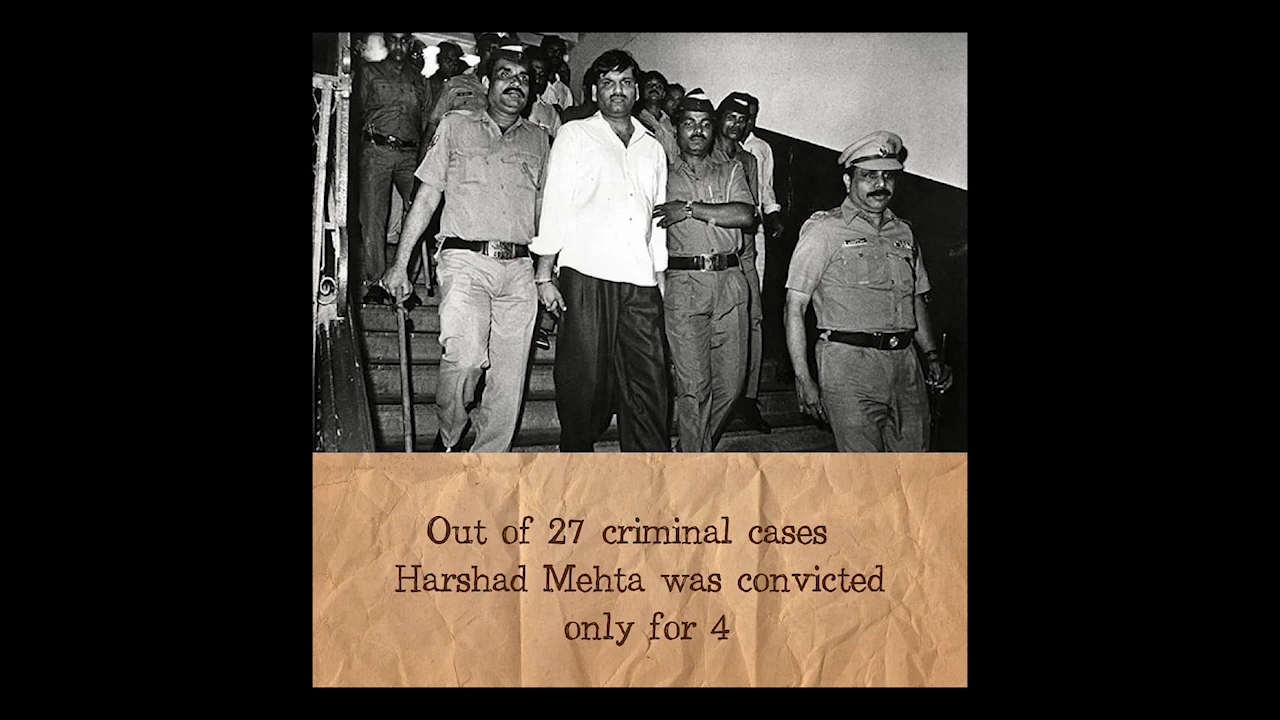 Out of 27 criminal cases
Harshad Mehta was convicted
only for 4